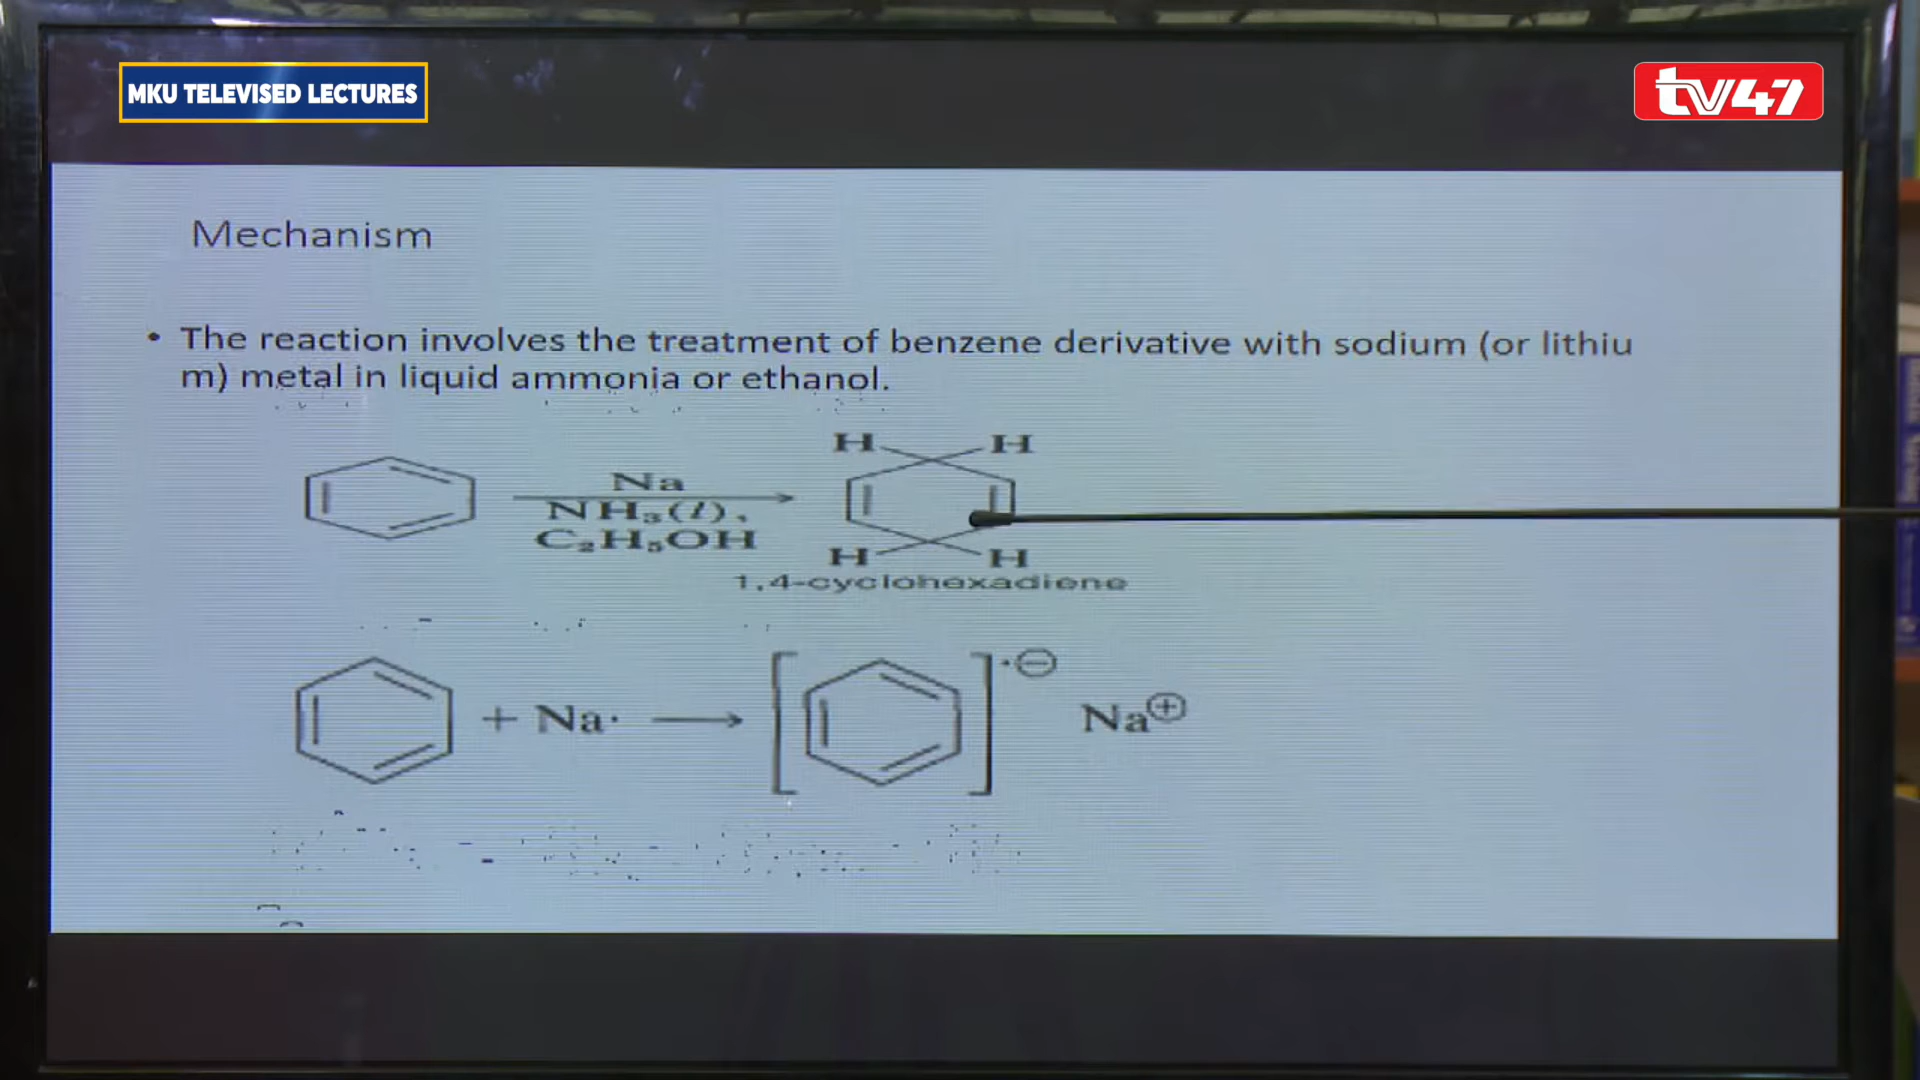 MKU TELEVISED LECTURES
tv47
Mechanism
• The reaction involves the treatment of benzene derivative with sodium (or lithiu
m) metal in liquid ammonia or ethanol.
H H
Na
NH₃(l),
C₂H₅OH
H H
1,4-cyclohexadiene
+ Na· ⟶ [ ]·⊖ Na⊕